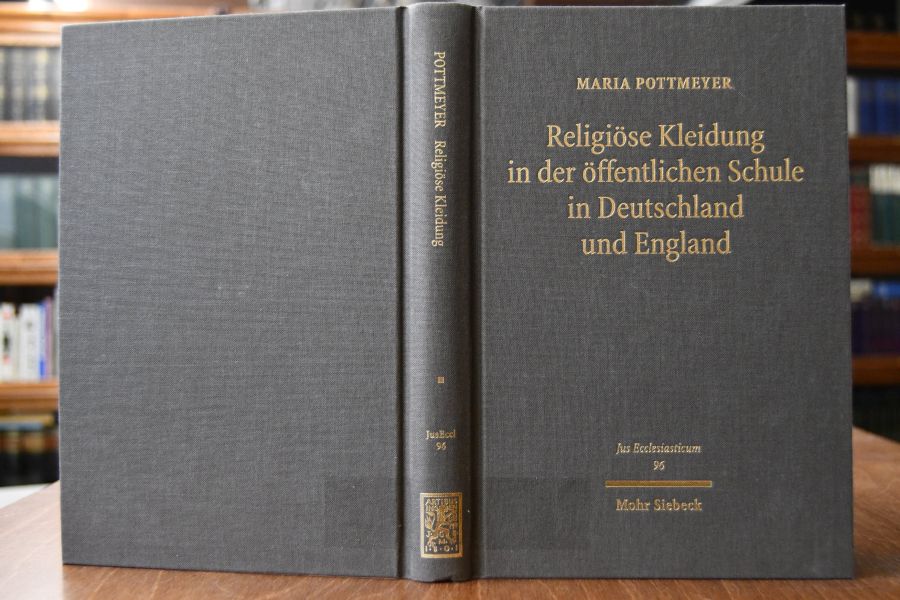 POTTMEYER Religiöse Kleidung
JusEccl
96
MARIA POTTMEYER
Religiöse Kleidung
in der öffentlichen Schule
in Deutschland
und England
Jus Ecclesiasticum
96
Mohr Siebeck